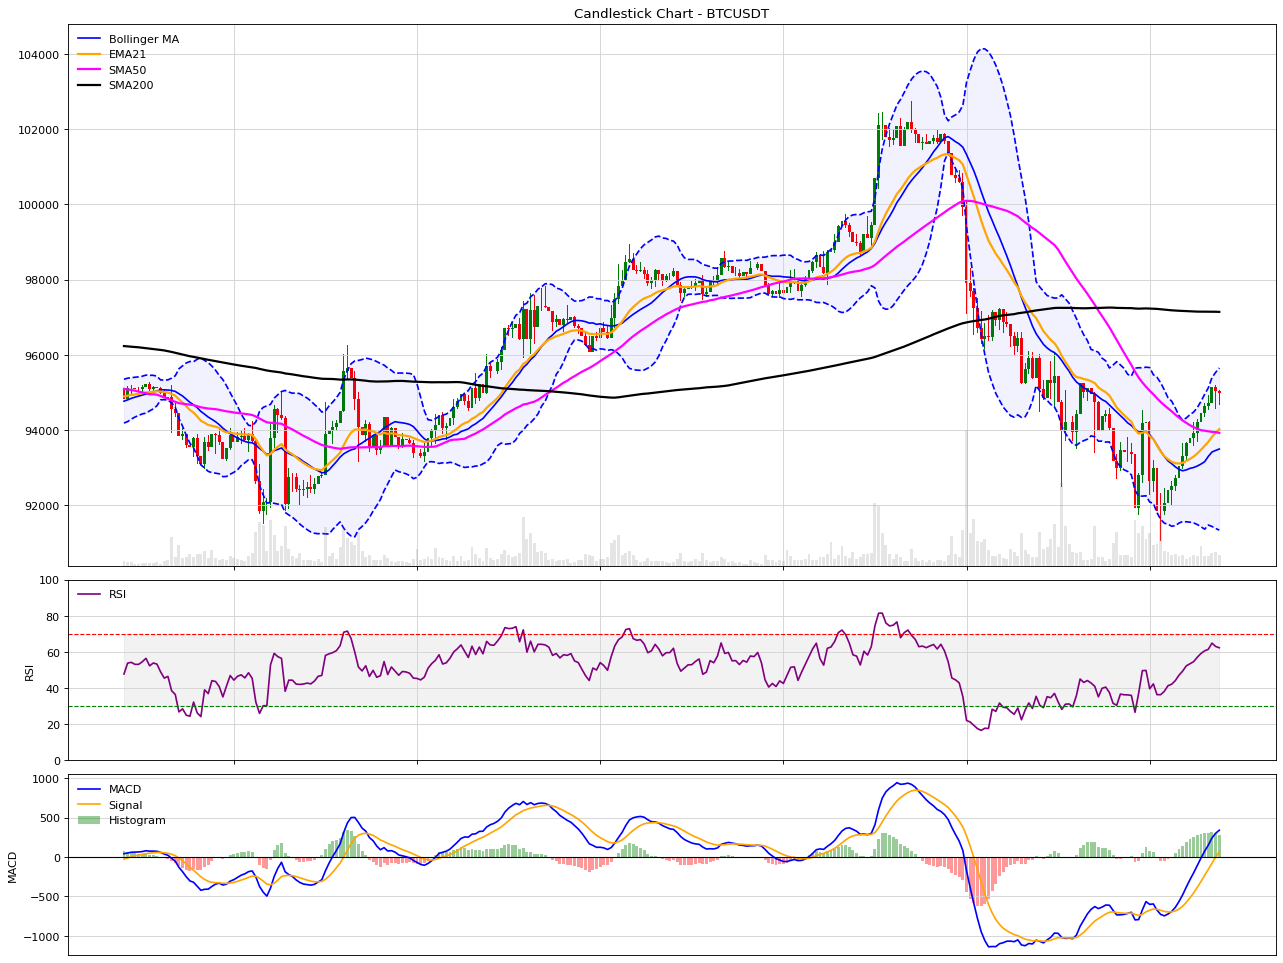 Candlestick Chart - BTCUSDT
Bollinger MA
EMA21
SMA50
SMA200
104000
102000
100000
98000
96000
94000
92000
RSI
100
80
60
40
20
0
RSI
MACD
Signal
Histogram
1000
500
0
−500
−1000
MACD